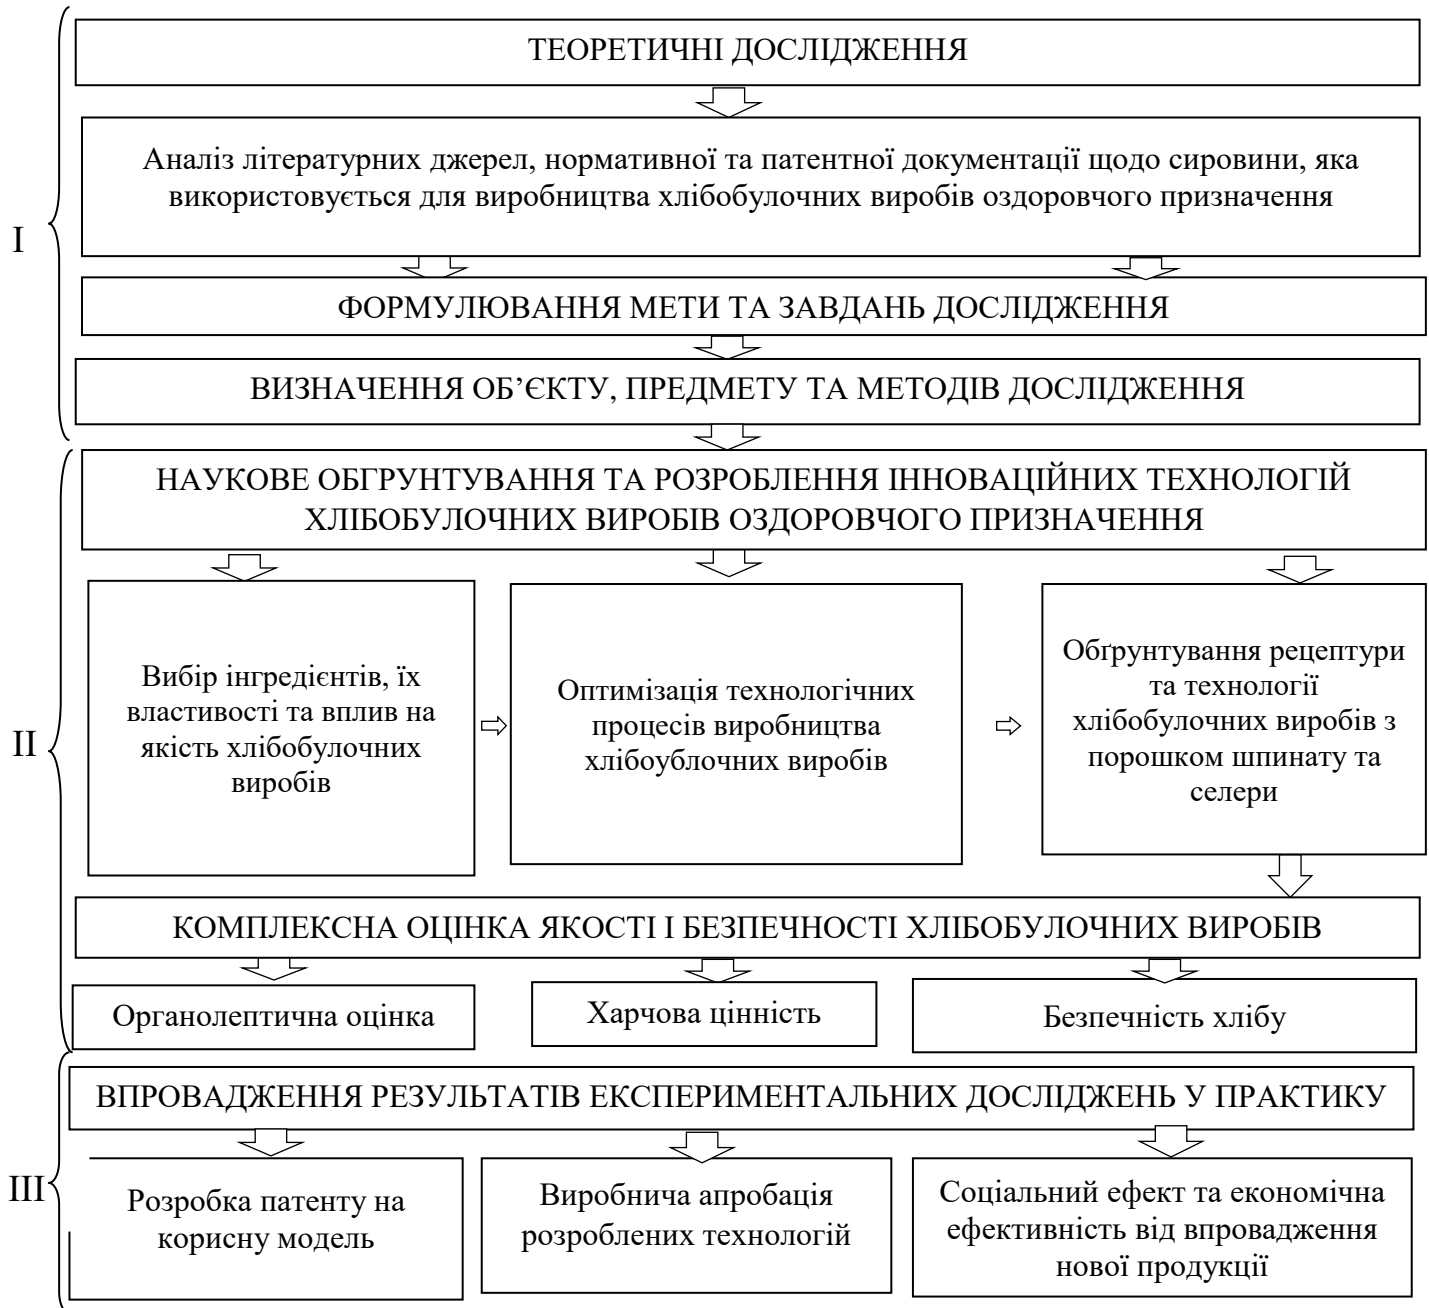 ТЕОРЕТИЧНІ ДОСЛІДЖЕННЯ
Аналіз літературних джерел, нормативної та патентної документації щодо сировини, яка
використовується для виробництва хлібобулочних виробів оздоровчого призначення
I
ФОРМУЛЮВАННЯ МЕТИ ТА ЗАВДАНЬ ДОСЛІДЖЕННЯ
ВИЗНАЧЕННЯ ОБ’ЄКТУ, ПРЕДМЕТУ ТА МЕТОДІВ ДОСЛІДЖЕННЯ
НАУКОВЕ ОБГРУНТУВАННЯ ТА РОЗРОБЛЕННЯ ІННОВАЦІЙНИХ ТЕХНОЛОГІЙ
ХЛІБОБУЛОЧНИХ ВИРОБІВ ОЗДОРОВЧОГО ПРИЗНАЧЕННЯ
II
Вибір інгредієнтів, їх
властивості та вплив на
якість хлібобулочних
виробів
Оптимізація технологічних
процесів виробництва
хлібоублочних виробів
Обґрунтування рецептури
та технології
хлібобулочних виробів з
порошком шпинату та
селери
КОМПЛЕКСНА ОЦІНКА ЯКОСТІ І БЕЗПЕЧНОСТІ ХЛІБОБУЛОЧНИХ ВИРОБІВ
Органолептична оцінка
Харчова цінність
Безпечність хлібу
ВПРОВАДЖЕННЯ РЕЗУЛЬТАТІВ ЕКСПЕРИМЕНТАЛЬНИХ ДОСЛІДЖЕНЬ У ПРАКТИКУ
III
Розробка патенту на
корисну модель
Виробнича апробація
розроблених технологій
Соціальний ефект та економічна
ефективність від впровадження
нової продукції